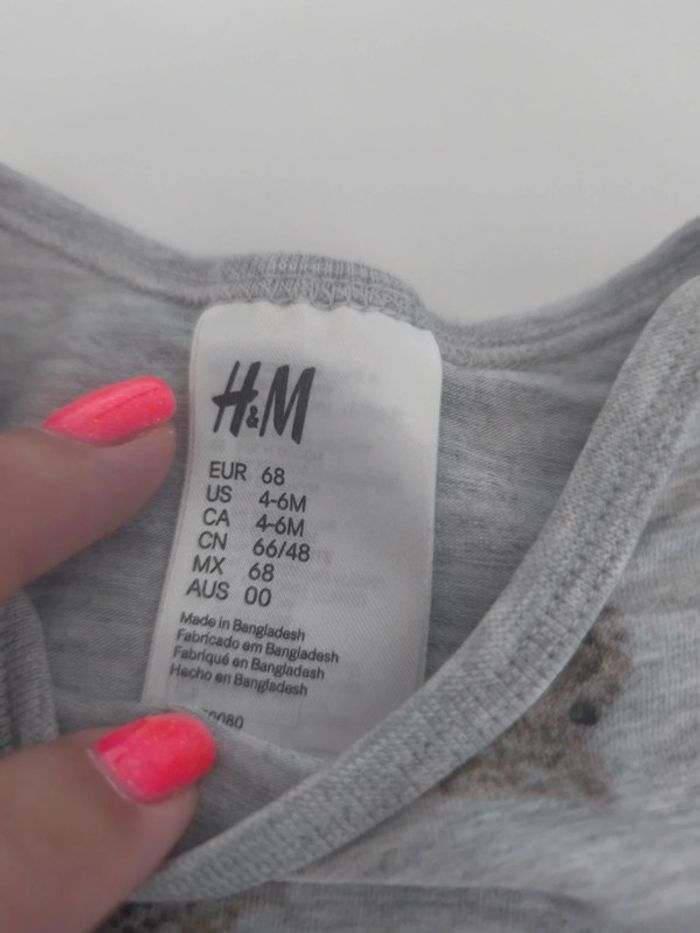 H&M
EUR 68
US 4-6M
CA 4-6M
CN 66/48
MX 68
AUS 00
Made in Bangladesh
Fabricado em Bangladesh
Fabriqué en Bangladesh
Hecho en Bangladesh